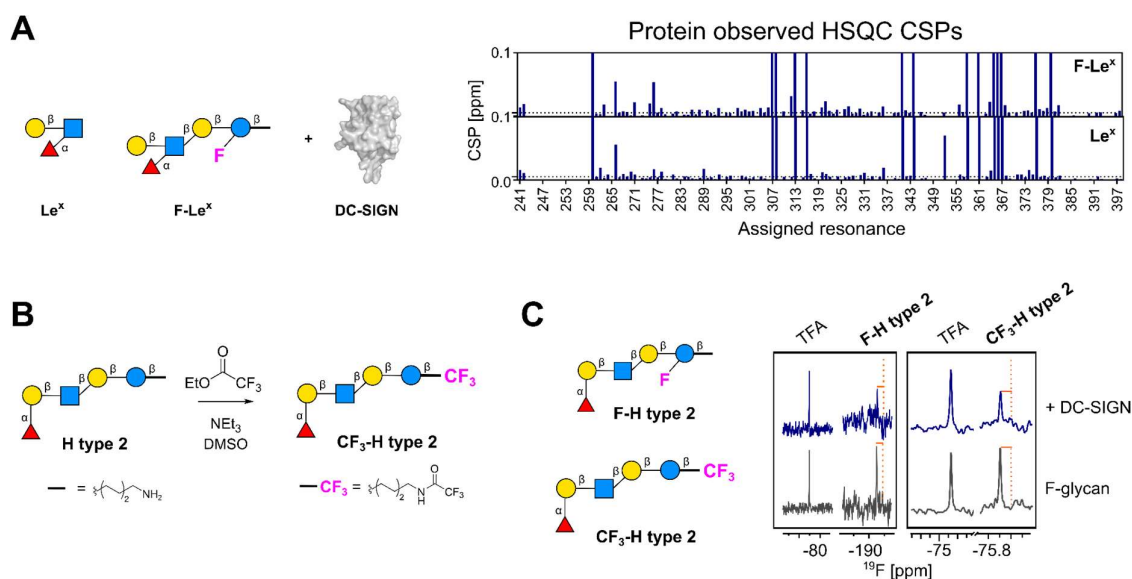 A
Protein observed HSQC CSPs
β
α
β
α
β
β
β
F
+
Le^x
F-Le^x
DC-SIGN
CSP [ppm]
0.1
F-Le^x
0.1
Le^x
0.0
241 247 253 259 265 271 277 283 289 295 301 307 313 319 325 331 337 343 349 355 361 367 373 379 385 391 397
Assigned resonance
B
β
β
β
α
H type 2
O
EtO
CF3
NEt3
DMSO
β
β
β
CF3
α
CF3-H type 2
= ( )2 NH2
CF3 = ( )2 N H O CF3
C
β
β
β
α
F
F-H type 2
β
β
β
CF3
α
CF3-H type 2
TFA
F-H type 2
TFA
CF3-H type 2
+ DC-SIGN
F-glycan
-80
-190
-75
-75.8
19F [ppm]